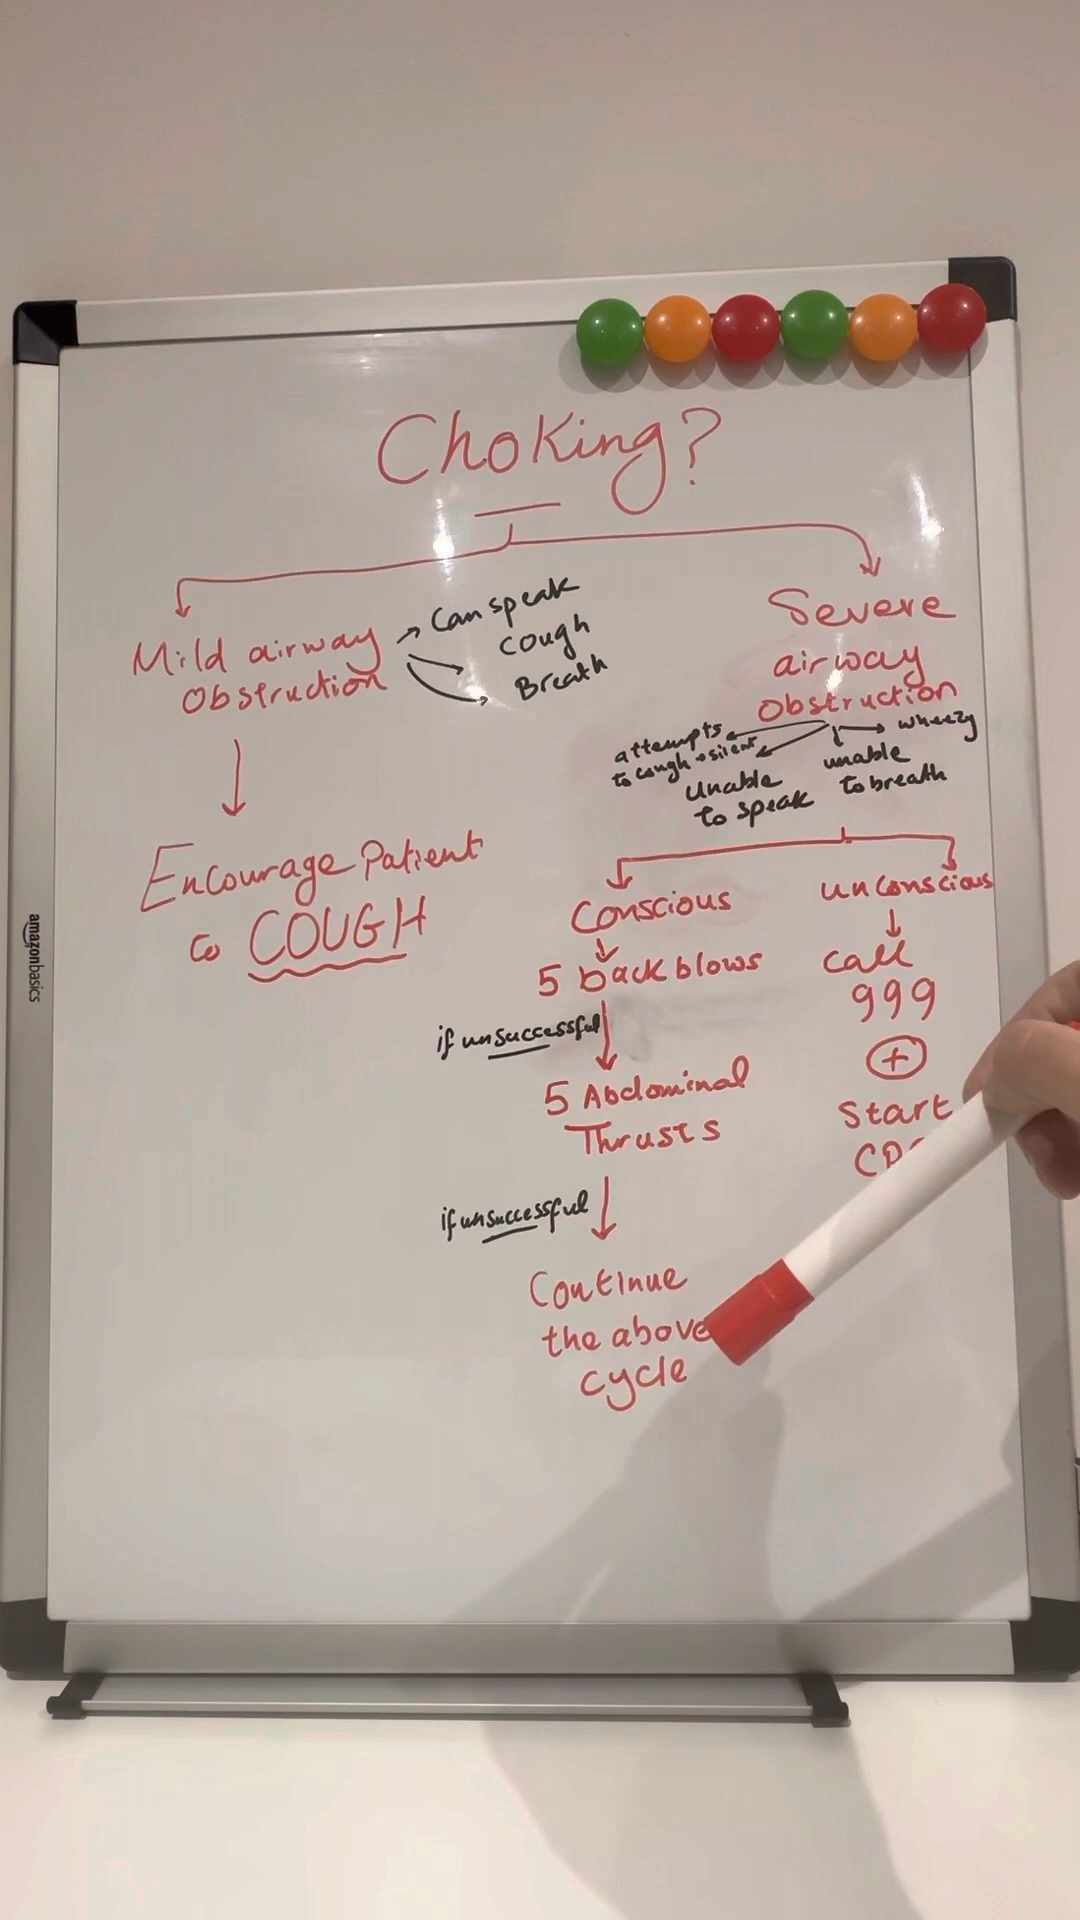 Choking?
Mild airway
Obstruction
Can speak
cough
Breath
Encourage Patient
to COUGH
Severe
airway
Obstruction
attempts
to cough → silent
Unable
to speak
unable
to breath
wheezy
Conscious
5 back blows
if unsuccessful
5 Abdominal
Thrusts
if unsuccessful
Continue
the above
cycle
unconscious
call
999
+
Start
amazonbasics